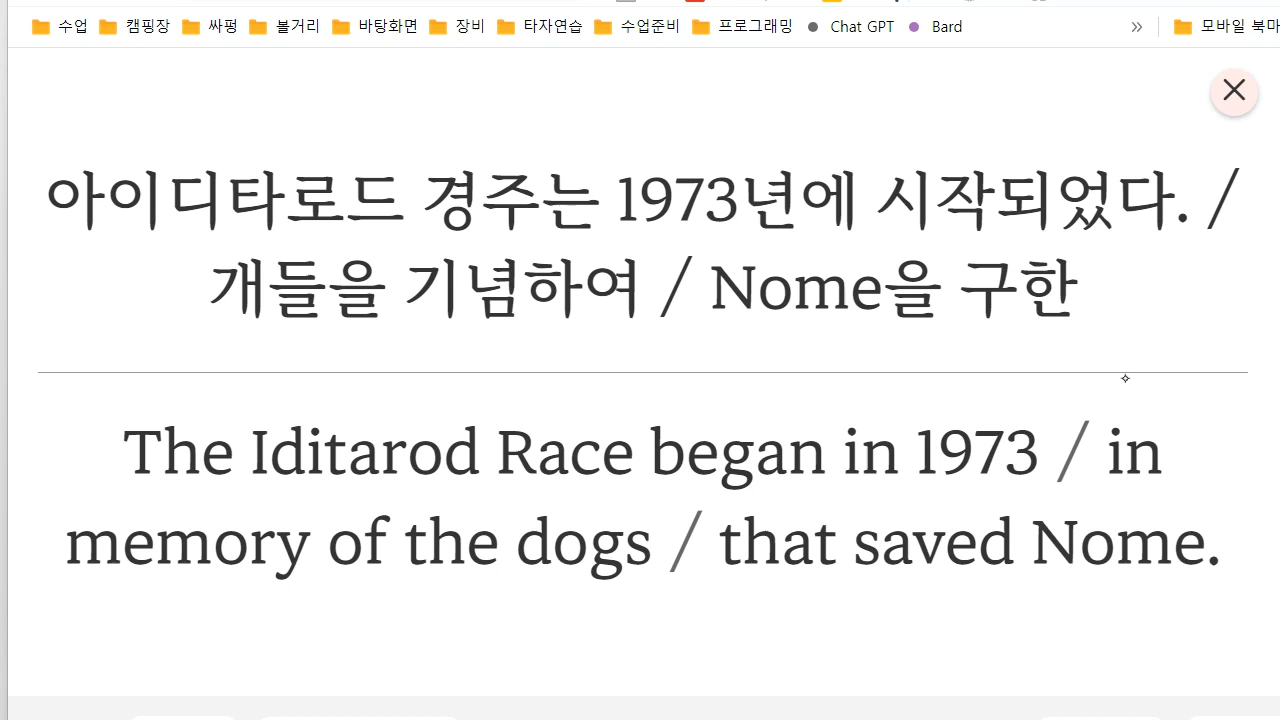 수업 캠핑장 싸펑 볼거리 바탕화면 장비 타자연습 수업준비 프로그래밍 Chat GPT Bard » 모바일 북마
아이디타로드 경주는 1973년에 시작되었다. /
개들을 기념하여 / Nome을 구한
The Iditarod Race began in 1973 / in
memory of the dogs / that saved Nome.